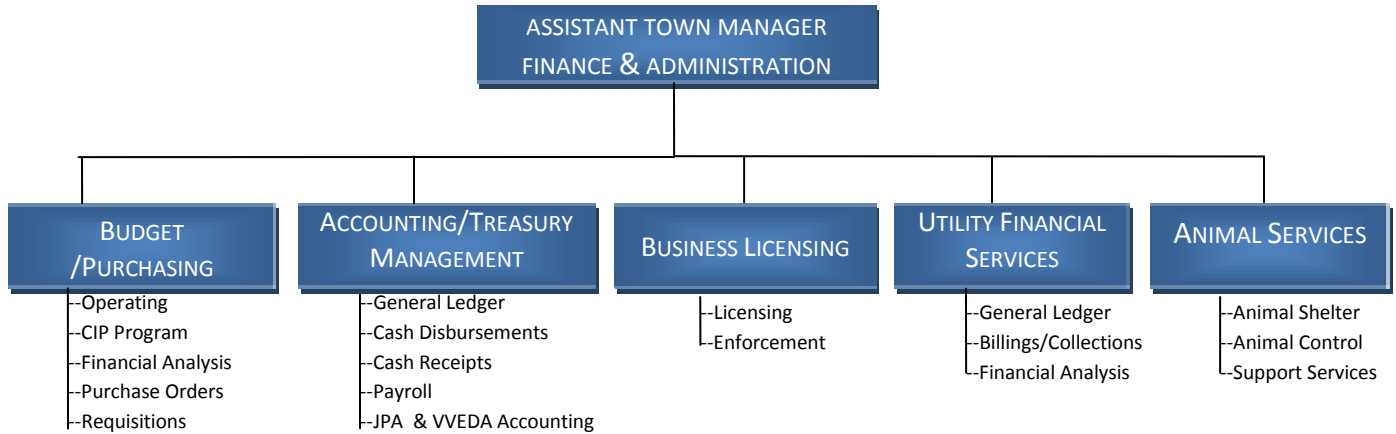 ASSISTANT TOWN MANAGER
FINANCE & ADMINISTRATION
BUDGET
/PURCHASING
--Operating
--CIP Program
--Financial Analysis
--Purchase Orders
--Requisitions
ACCOUNTING/TREASURY
MANAGEMENT
--General Ledger
--Cash Disbursements
--Cash Receipts
--Payroll
--JPA & VVEDA Accounting
BUSINESS LICENSING
--Licensing
--Enforcement
UTILITY FINANCIAL
SERVICES
--General Ledger
--Billings/Collections
--Financial Analysis
ANIMAL SERVICES
--Animal Shelter
--Animal Control
--Support Services